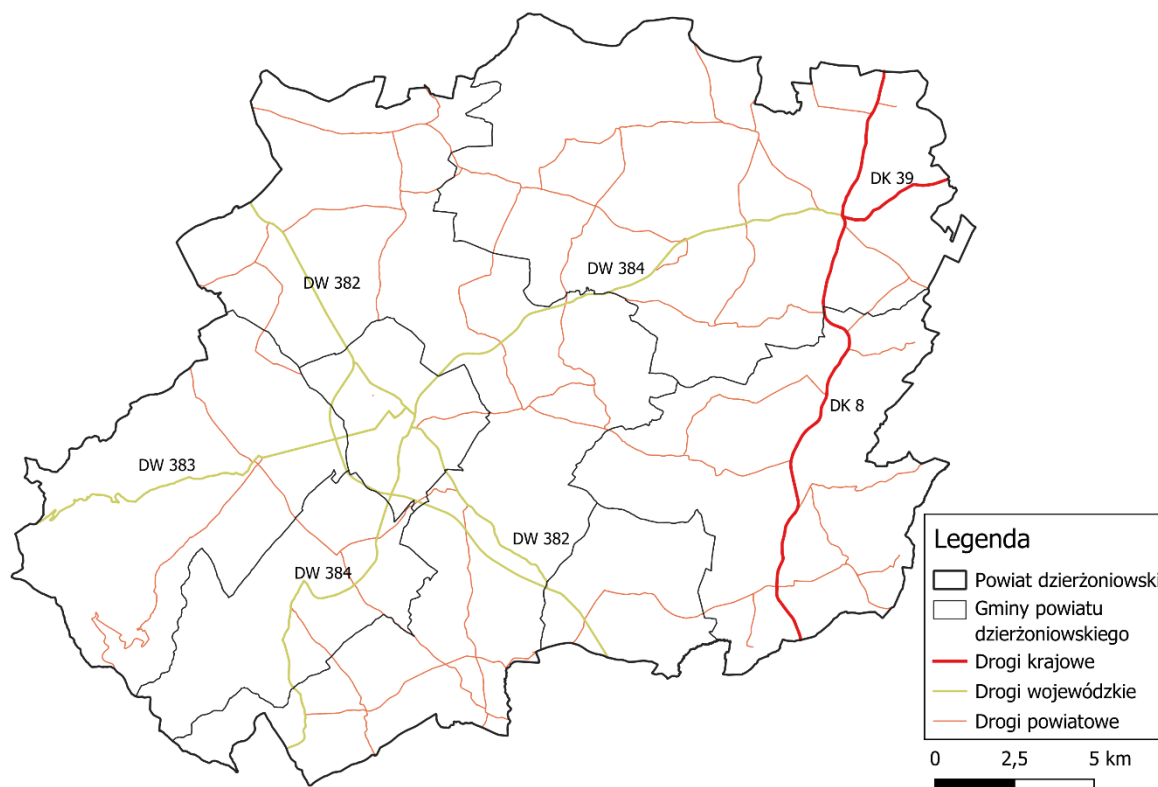 DK 39
DW 384
DW 382
DK 8
DW 383
DW 382
DW 384
Legenda
Powiat dzierżoniowski
Gminy powiatu
dzierżoniowskiego
Drogi krajowe
Drogi wojewódzkie
Drogi powiatowe
0 2,5 5 km